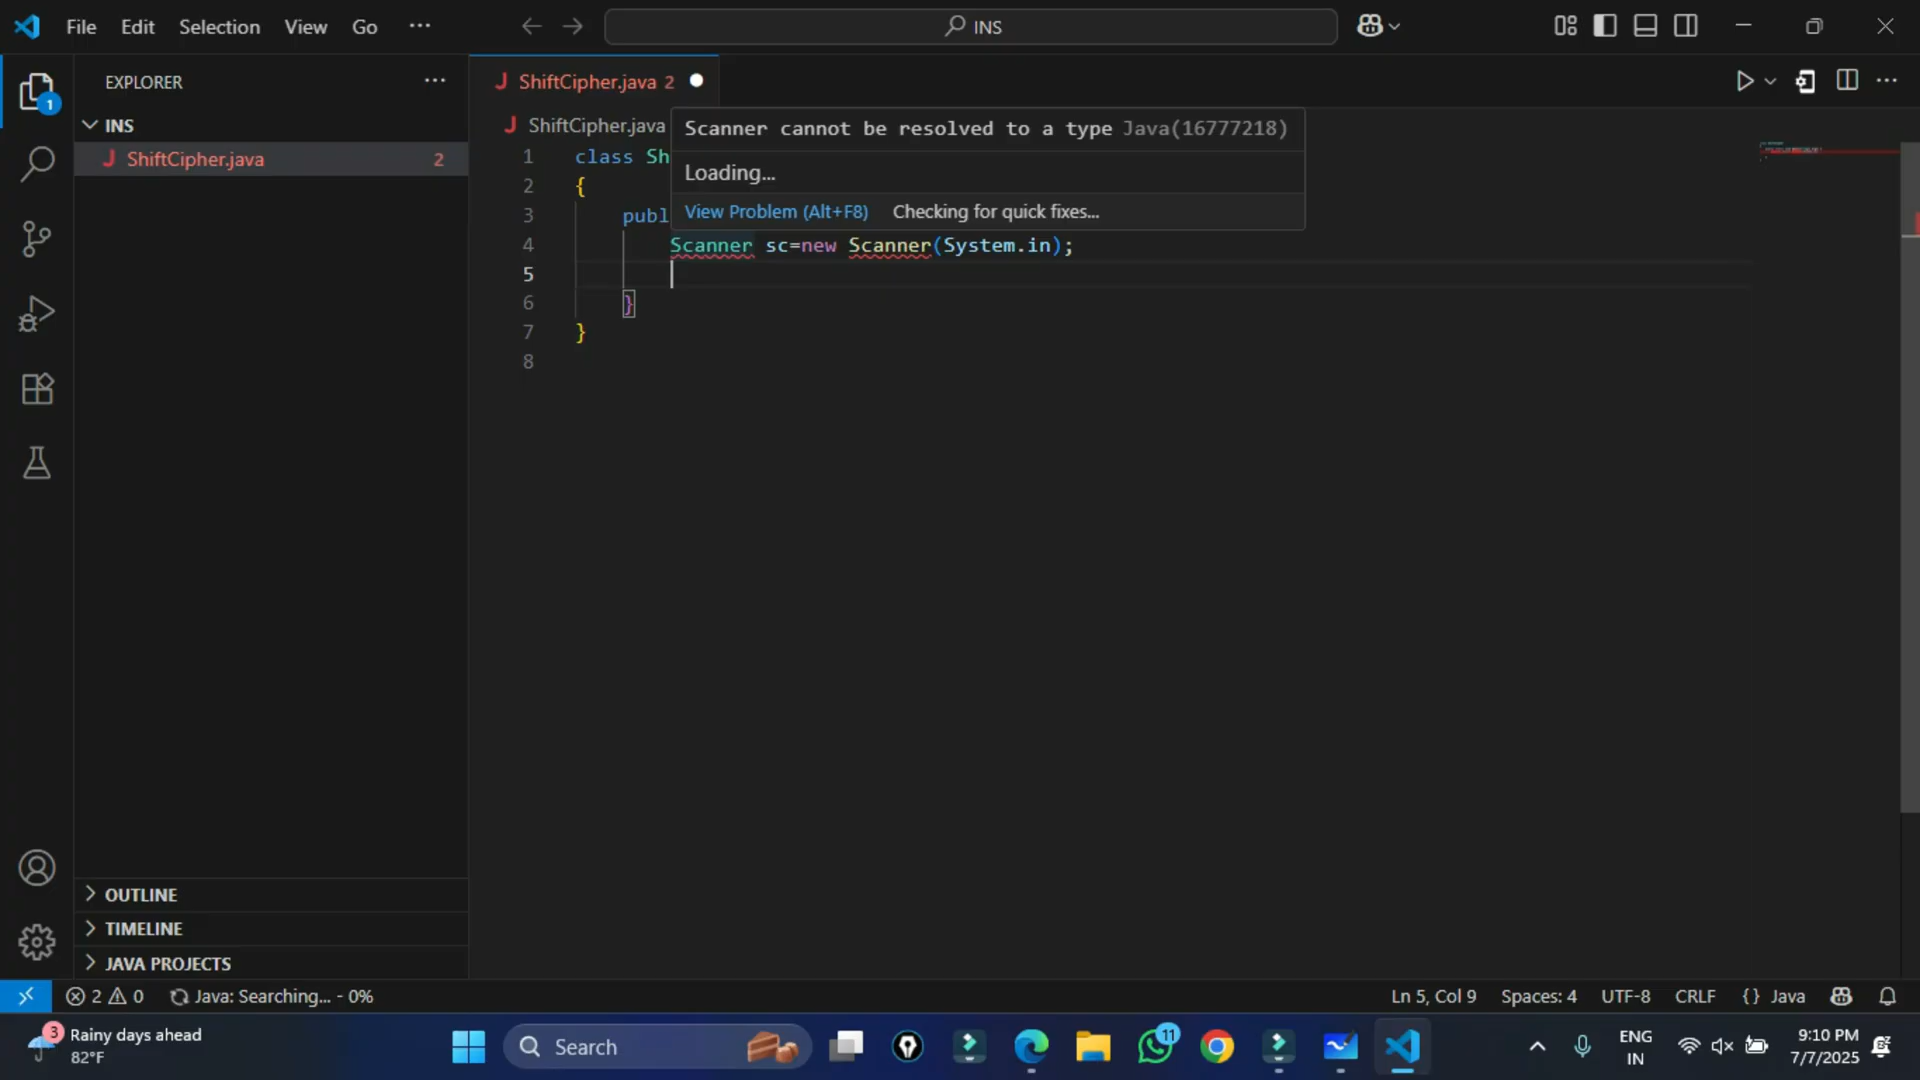 File Edit Selection View Go ··· INS
EXPLORER ···
INS
ShiftCipher.java 2
OUTLINE
TIMELINE
JAVA PROJECTS
ShiftCipher.java 2
ShiftCipher.java
Scanner cannot be resolved to a type Java(16777218)
Loading...
View Problem (Alt+F8) Checking for quick fixes...
1 class Sh
2 {
3 publ
4 Scanner sc=new Scanner(System.in);
5
6 }
7 }
8
1
2 0 Java: Searching... - 0% Ln 5, Col 9 Spaces: 4 UTF-8 CRLF {} Java
3 Rainy days ahead
82°F
Search
11
ENG
IN
9:10 PM
7/7/2025